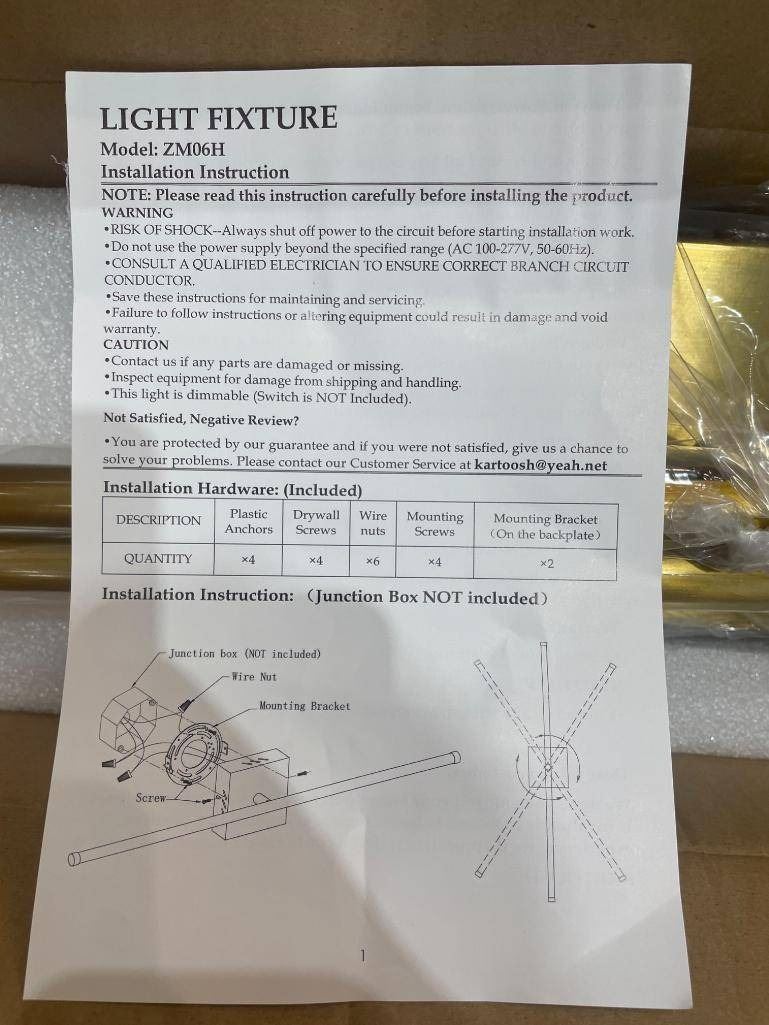 LIGHT FIXTURE
Model: ZM06H
Installation Instruction
NOTE: Please read this instruction carefully before installing the product.
WARNING
•RISK OF SHOCK--Always shut off power to the circuit before starting installation work.
•Do not use the power supply beyond the specified range (AC 100-277V, 50-60Hz).
•CONSULT A QUALIFIED ELECTRICIAN TO ENSURE CORRECT BRANCH CIRCUIT
CONDUCTOR.
•Save these instructions for maintaining and servicing.
•Failure to follow instructions or altering equipment could result in damage and void
warranty.
CAUTION
•Contact us if any parts are damaged or missing.
•Inspect equipment for damage from shipping and handling.
•This light is dimmable (Switch is NOT Included).
Not Satisfied, Negative Review?
•You are protected by our guarantee and if you were not satisfied, give us a chance to
solve your problems. Please contact our Customer Service at kartoosh@yeah.net
Installation Hardware: (Included)
DESCRIPTION Plastic Anchors Drywall Screws Wire nuts Mounting Screws Mounting Bracket (On the backplate)
QUANTITY ×4 ×4 ×6 ×4 ×2
Installation Instruction: (Junction Box NOT included)
Junction box (NOT included)
Wire Nut
Mounting Bracket
Screw
1